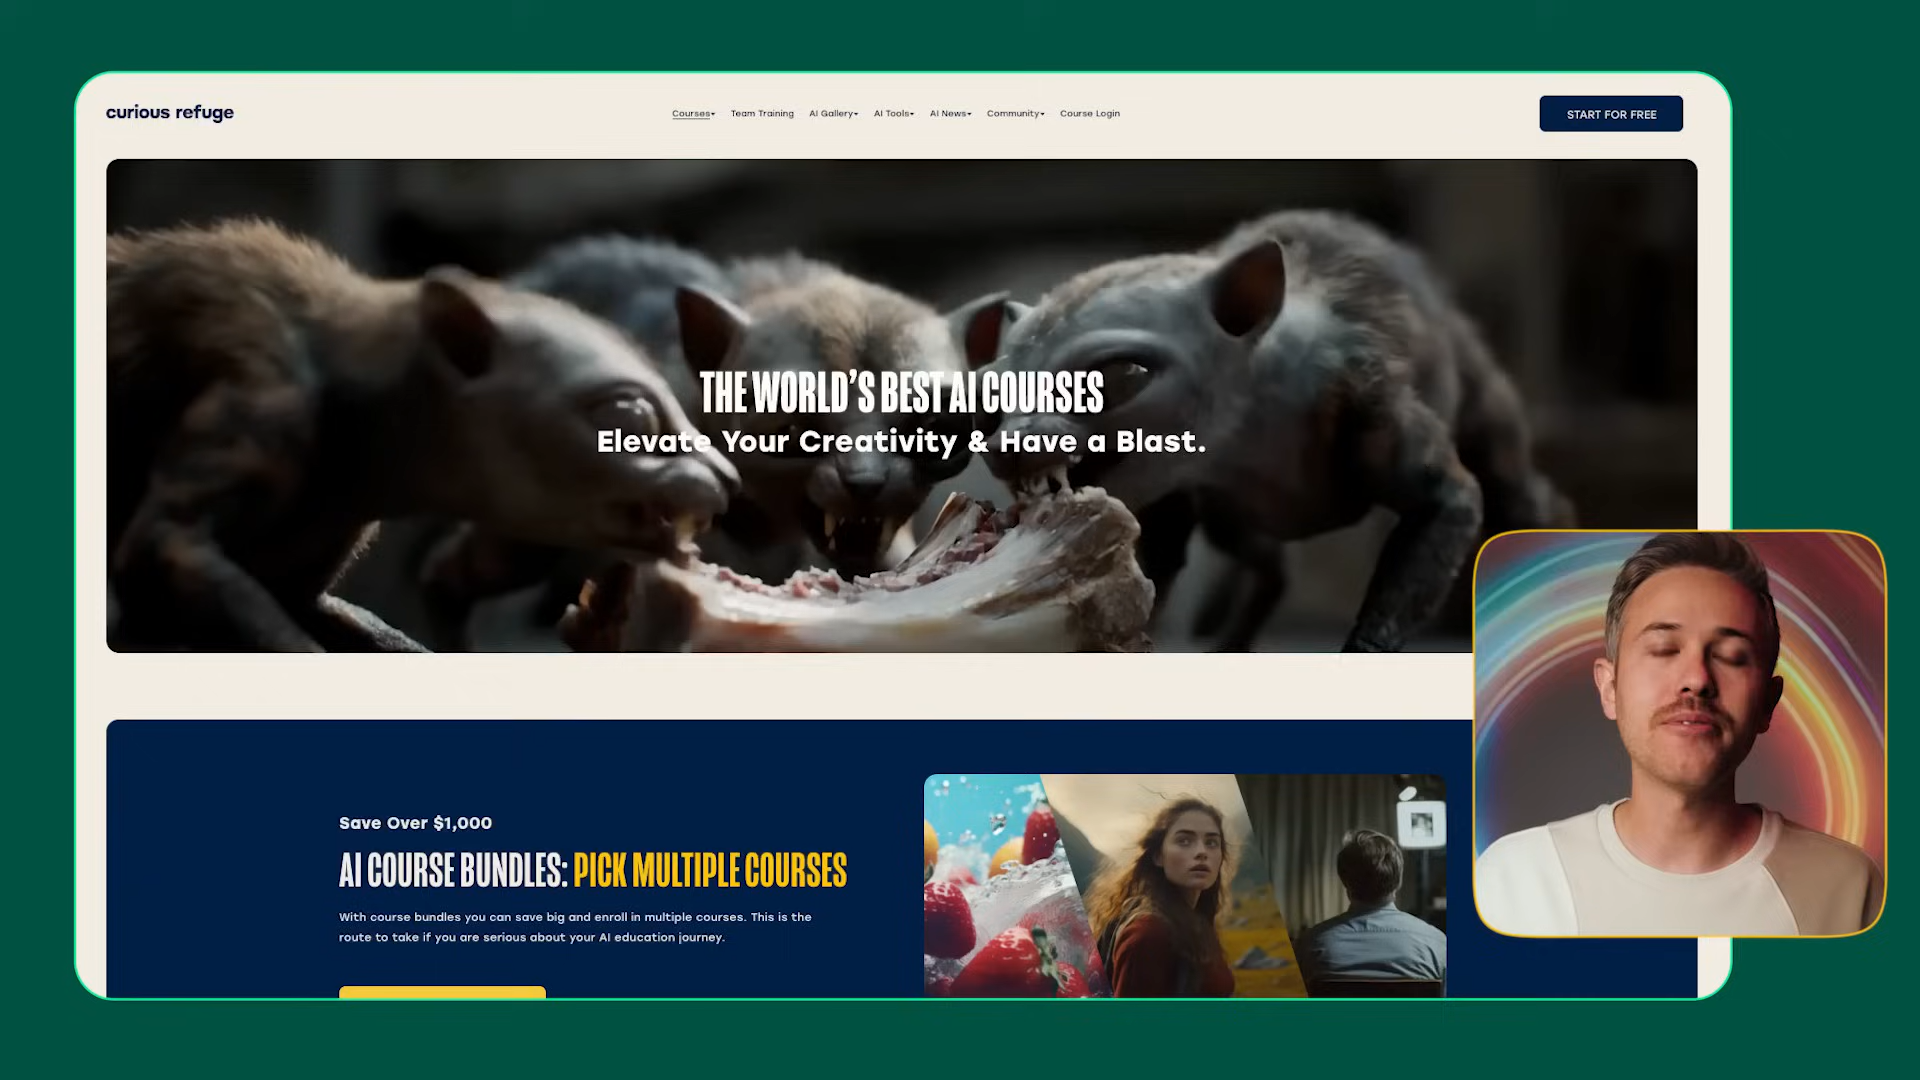 curious refuge
Courses
Team Training
AI Gallery
AI Tools
AI News
Community
Course Login
START FOR FREE
THE WORLD'S BEST AI COURSES
Elevate Your Creativity & Have a Blast.
Save Over $1,000
AI COURSE BUNDLES: PICK MULTIPLE COURSES
With course bundles you can save big and enroll in multiple courses. This is the
route to take if you are serious about your AI education journey.